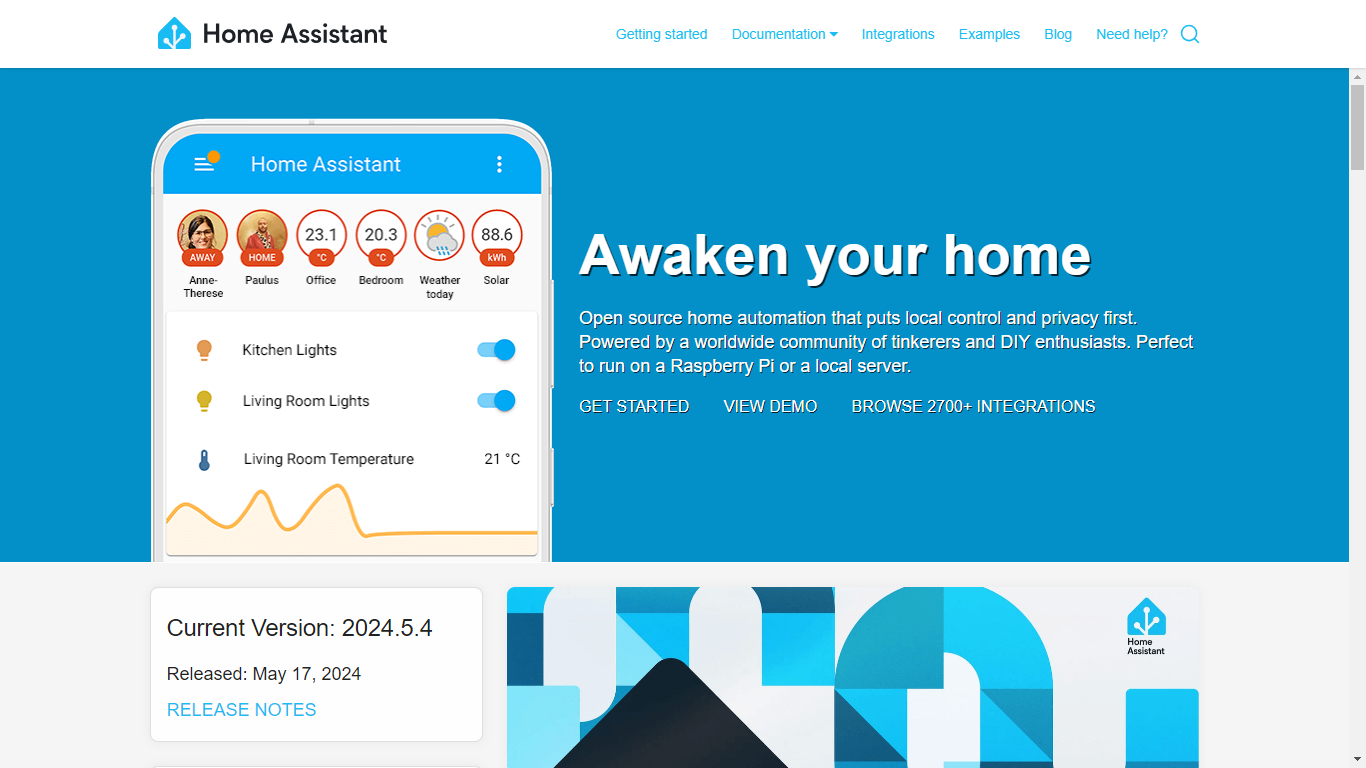 Home Assistant
Getting started
Documentation
Integrations
Examples
Blog
Need help?
Home Assistant
AWAY
HOME
23.1
°C
20.3
°C
88.6
kWh
Anne-
Therese
Paulus
Office
Bedroom
Weather
today
Solar
Kitchen Lights
Living Room Lights
Living Room Temperature
21 °C
Awaken your home
Open source home automation that puts local control and privacy first.
Powered by a worldwide community of tinkerers and DIY enthusiasts. Perfect
to run on a Raspberry Pi or a local server.
GET STARTED
VIEW DEMO
BROWSE 2700+ INTEGRATIONS
Current Version: 2024.5.4
Released: May 17, 2024
RELEASE NOTES
Home
Assistant